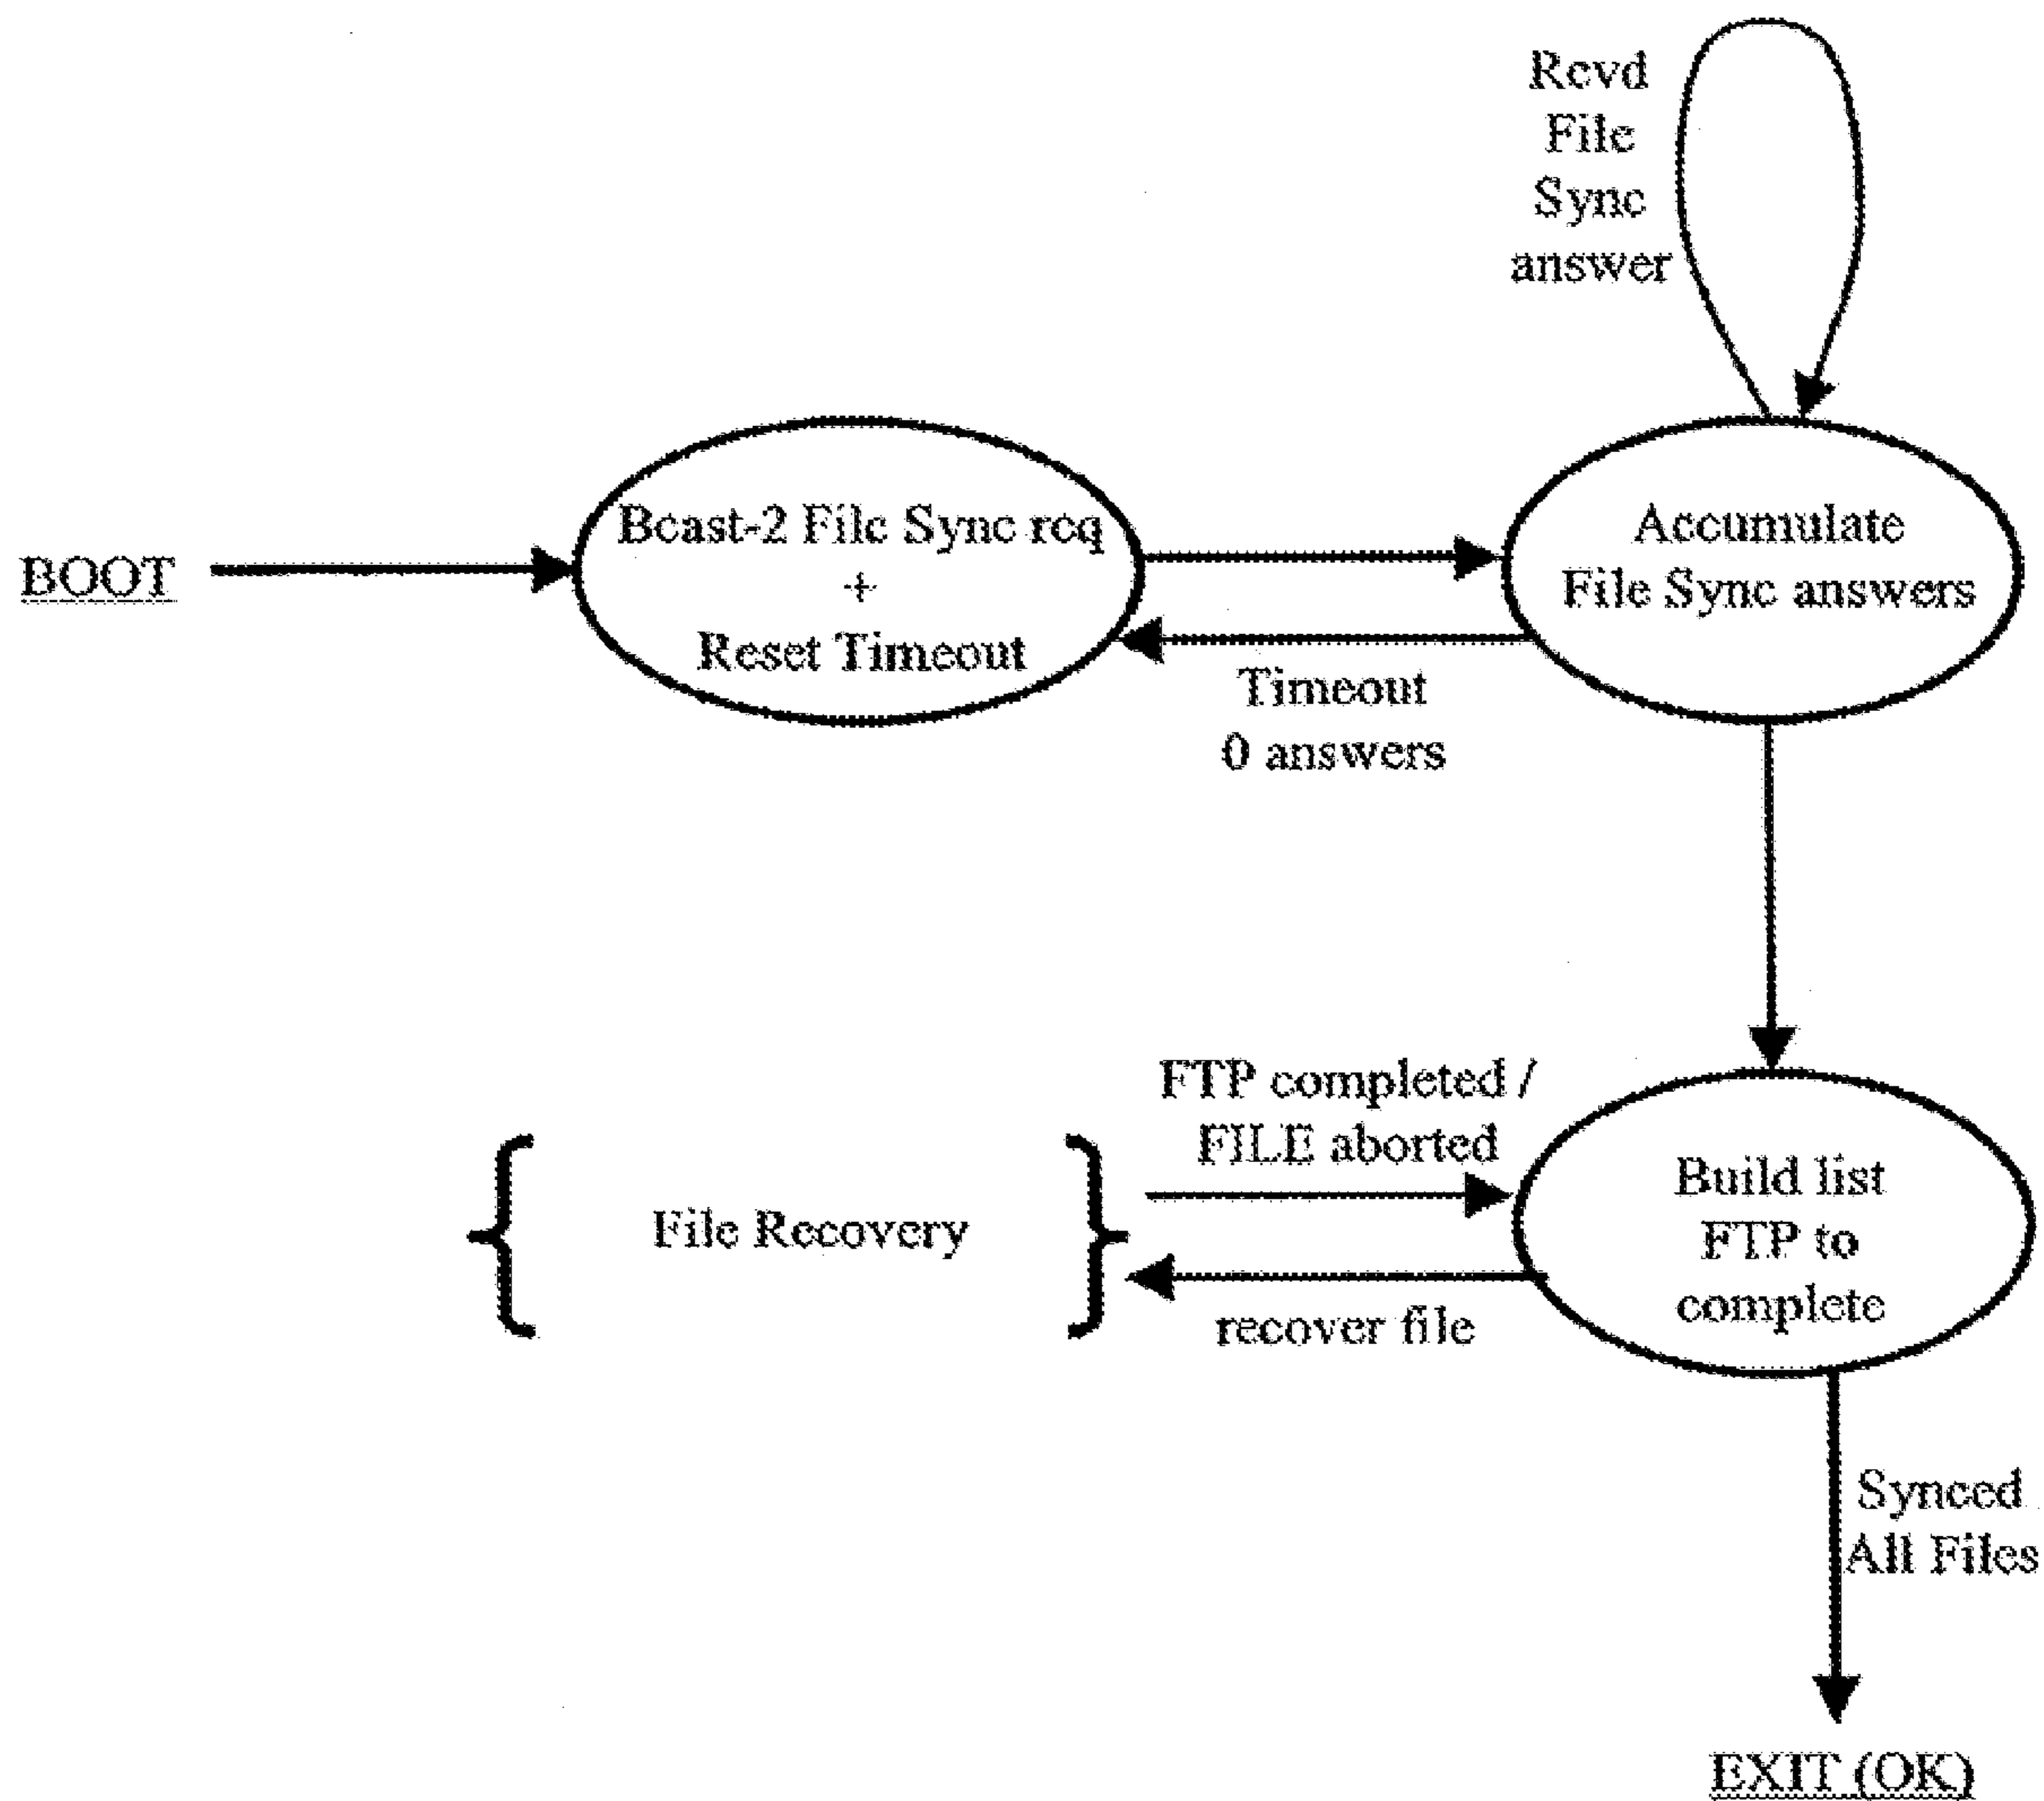 Rcvd
File
Sync
answer
BOOT
Bcast-2 File Sync req
+
Reset Timeout
Accumulate
File Sync answers
Timeout
0 answers
FTP completed /
FILE aborted
File Recovery
recover file
Build list
FTP to
complete
Synced
All Files
EXIT (OK)